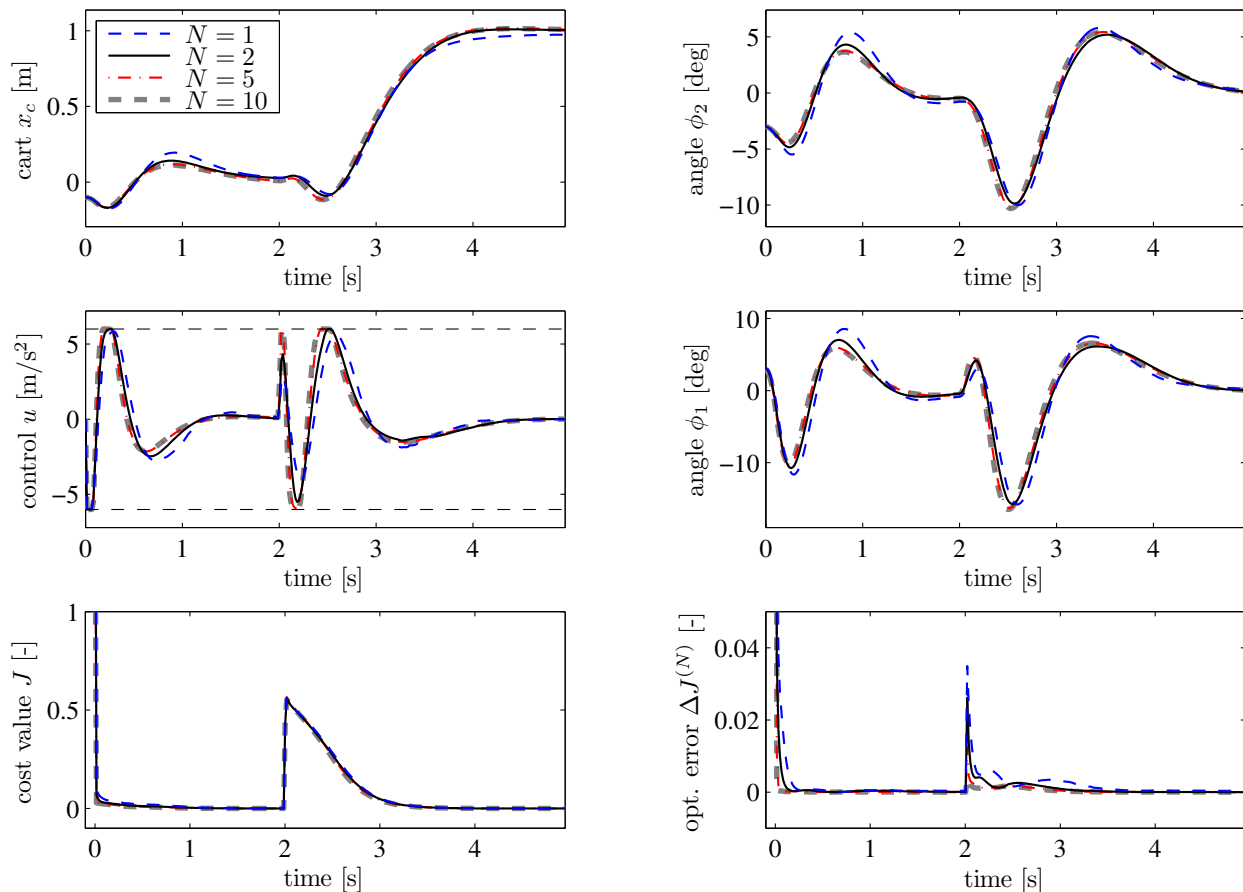 cart x_c [m]
1
0.5
0
N = 1
N = 2
N = 5
N = 10
0 1 2 3 4
time [s]
angle ϕ₂ [deg]
5
0
−5
−10
0 1 2 3 4
time [s]
control u [m/s²]
5
0
−5
0 1 2 3 4
time [s]
angle ϕ₁ [deg]
10
0
−10
0 1 2 3 4
time [s]
cost value J [-]
1
0.5
0
0 1 2 3 4
time [s]
opt. error ΔJ^(N) [-]
0.04
0.02
0
0 1 2 3 4
time [s]